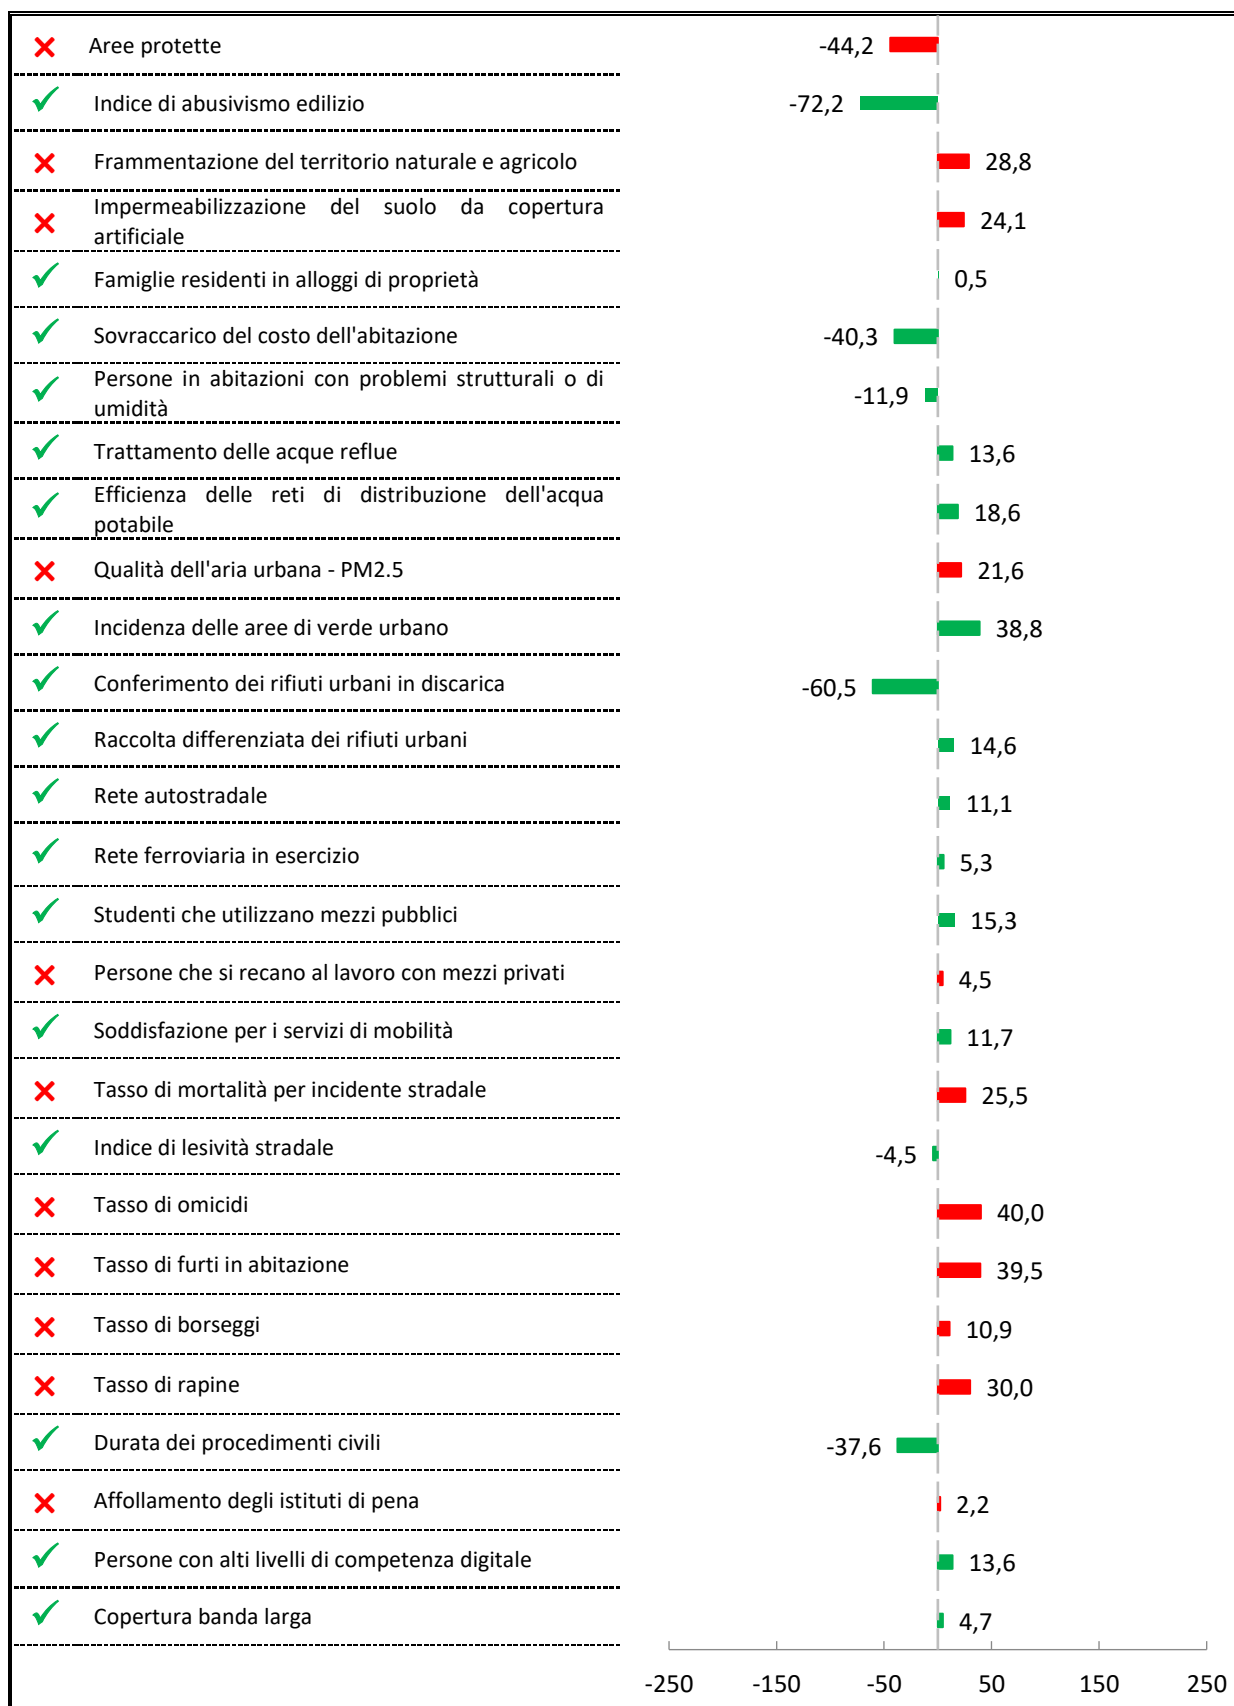 Aree protette -44,2
Indice di abusivismo edilizio -72,2
Frammentazione del territorio naturale e agricolo 28,8
Impermeabilizzazione del suolo da copertura
artificiale 24,1
Famiglie residenti in alloggi di proprietà 0,5
Sovraccarico del costo dell'abitazione -40,3
Persone in abitazioni con problemi strutturali o di
umidità -11,9
Trattamento delle acque reflue 13,6
Efficienza delle reti di distribuzione dell'acqua
potabile 18,6
Qualità dell'aria urbana - PM2.5 21,6
Incidenza delle aree di verde urbano 38,8
Conferimento dei rifiuti urbani in discarica -60,5
Raccolta differenziata dei rifiuti urbani 14,6
Rete autostradale 11,1
Rete ferroviaria in esercizio 5,3
Studenti che utilizzano mezzi pubblici 15,3
Persone che si recano al lavoro con mezzi privati 4,5
Soddisfazione per i servizi di mobilità 11,7
Tasso di mortalità per incidente stradale 25,5
Indice di lesività stradale -4,5
Tasso di omicidi 40,0
Tasso di furti in abitazione 39,5
Tasso di borseggi 10,9
Tasso di rapine 30,0
Durata dei procedimenti civili -37,6
Affollamento degli istituti di pena 2,2
Persone con alti livelli di competenza digitale 13,6
Copertura banda larga 4,7
-250 -150 -50 50 150 250